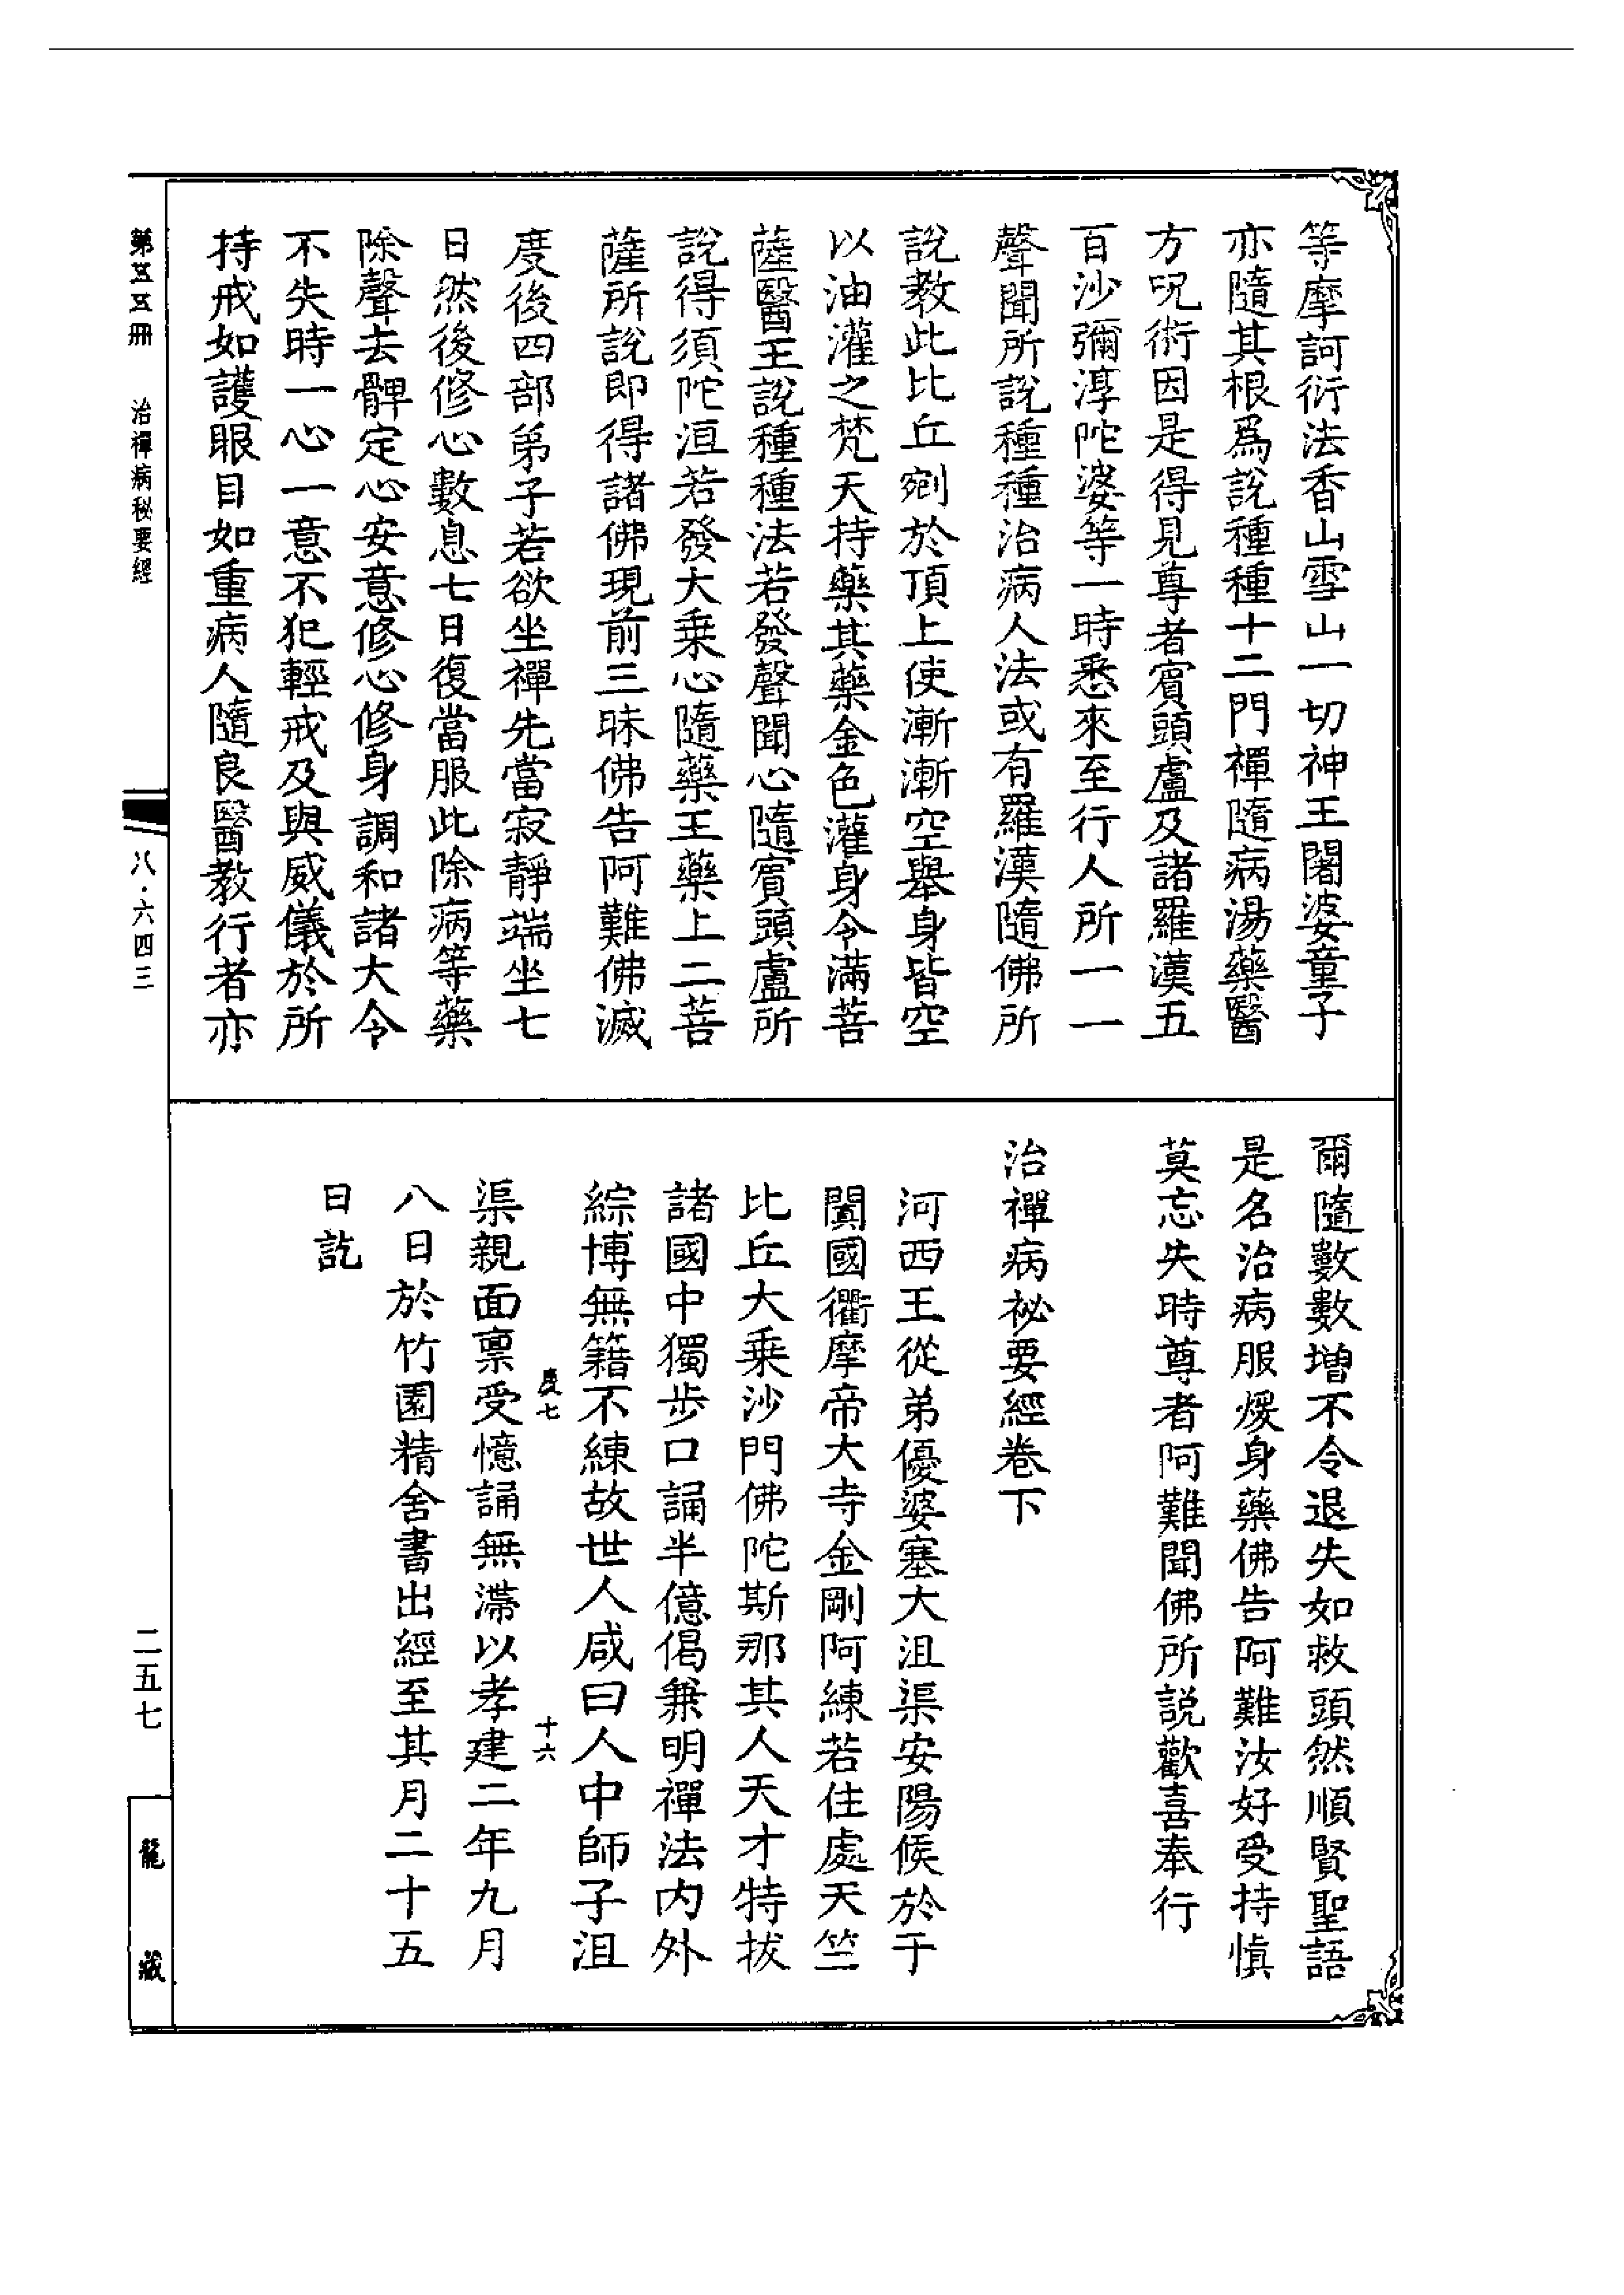 等摩訶衍法香山雪山一切神王闍婆童子
亦隨其根爲說種種十二門禪隨病湯藥醫
方呪術因是得見尊者賓頭盧及諸羅漢五
百沙彌淳陀婆等一時悉來至行人所一一
聲聞所說種種治病人法或有羅漢隨佛所
說教此比丘剜於頂上使漸漸空舉身皆空
以油灌之梵天持藥其藥金色灌身令滿菩
薩醫王說種種法若發聲聞心隨賓頭盧所
說得須陀洹若發大乗心隨藥王藥上二菩
薩所說即得諸佛現前三昧佛告阿難佛滅
度後四部弟子若欲坐禪先當寂靜端坐七
日然後修心數息七日復當服此除病等藥
除聲去髀定心安意修心修身調和諸大令
不失時一心一意不犯輕戒及與威儀於所
持戒如護眼目如重病人隨良醫教行者亦
爾隨數數增不令退失如救頭然順賢聖語
是名治病服煖身藥佛告阿難汝好受持慎
莫忘失時尊者阿難聞佛所説歡喜奉行
治禪病祕要經卷下
河西王從弟優婆塞大沮渠安陽侯於于
闐國衢摩帝大寺金剛阿練若住處天竺
比丘大乗沙門佛陀斯那其人天才特拔
諸國中獨步口誦半億偈兼明禪法内外
綜博無籍不練故世人咸曰人中師子沮
慶七
十六
渠親面禀受憶誦無滯以孝建二年九月
八日於竹園精舍書出經至其月二十五
日訖
第五五冊
治禪病秘要經
八·六四三
二五七
龍藏